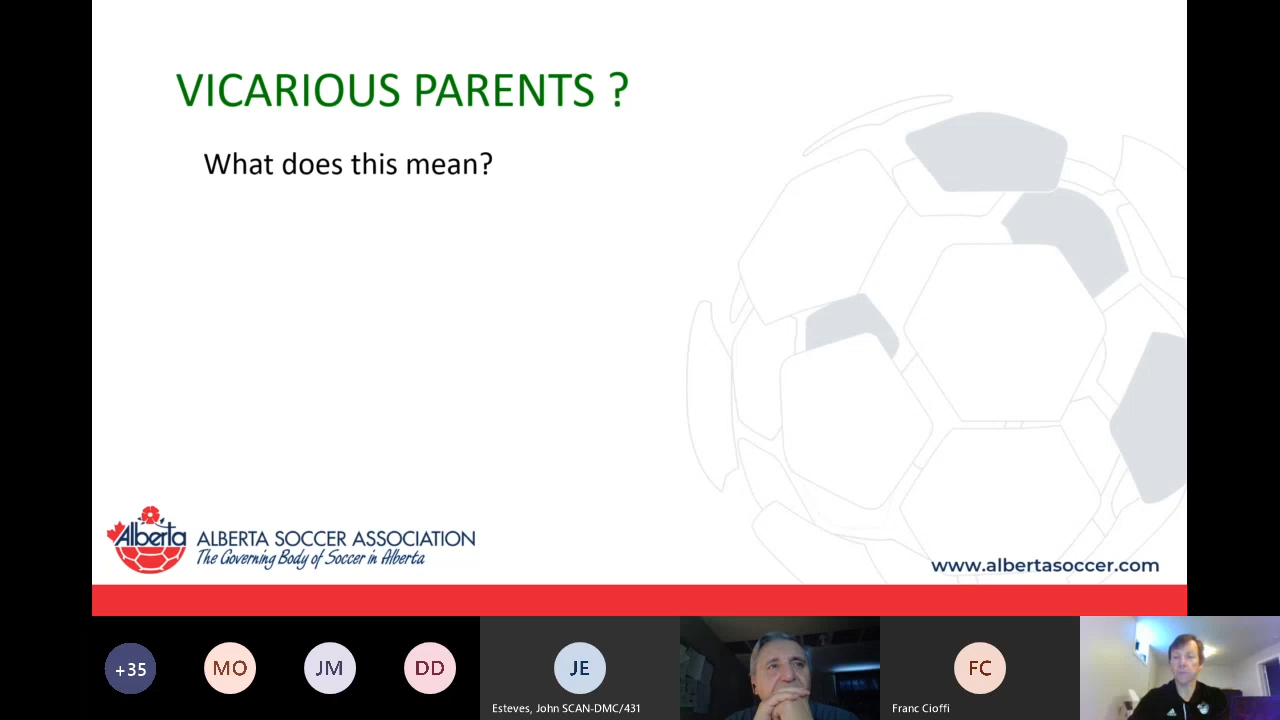 VICARIOUS PARENTS ?
What does this mean?
Alberta
ALBERTA SOCCER ASSOCIATION
The Governing Body of Soccer in Alberta
www.albertasoccer.com
+35
MO
JM
DD
JE
FC
Esteves, John SCAN-DMC/431
Franc Cioffi